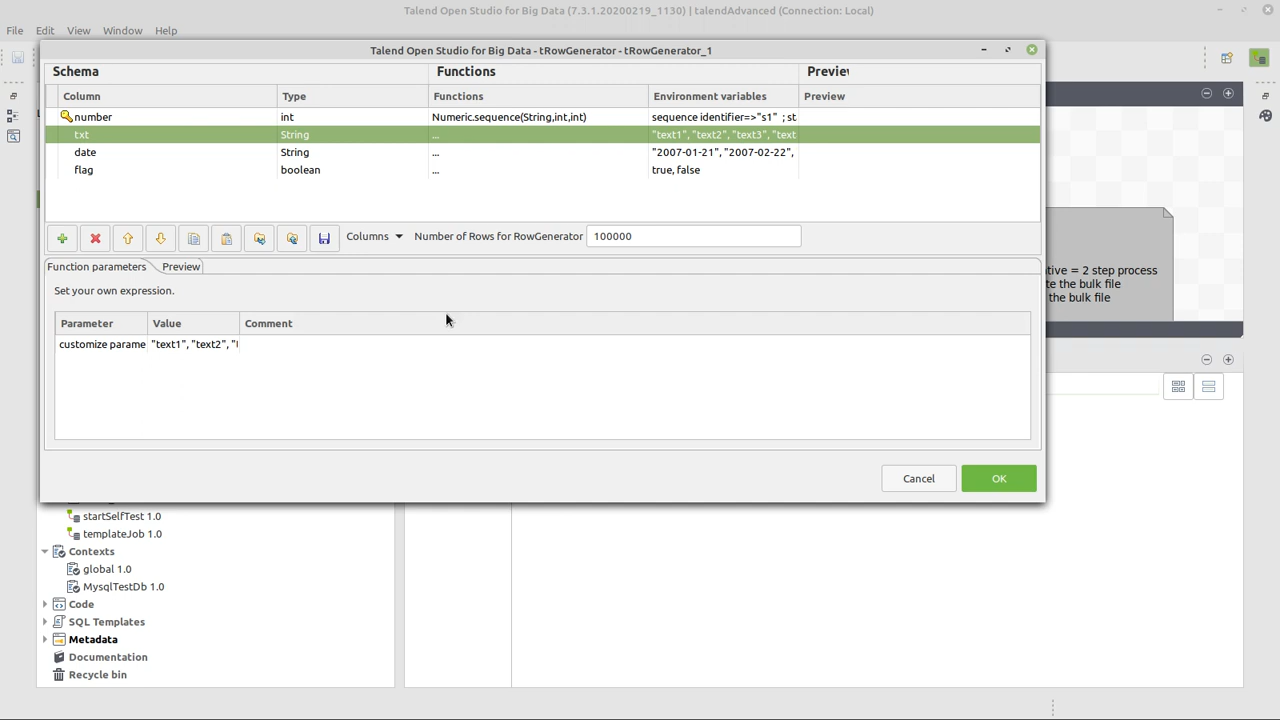 Talend Open Studio for Big Data (7.3.1.20200219_1130) | talendAdvanced (Connection: Local)
File Edit View Window Help
Talend Open Studio for Big Data - tRowGenerator - tRowGenerator_1
Schema Functions Preview
Column Type Functions Environment variables Preview
number int Numeric.sequence(String,int,int) sequence identifier=>"s1" ; st
txt String ... "text1", "text2", "text3", "text
date String ... "2007-01-21", "2007-02-22",
flag boolean ... true, false
Columns Number of Rows for RowGenerator 100000
Function parameters Preview
Set your own expression.
Parameter Value Comment
customize parame "text1", "text2", "t
tive = 2 step process
te the bulk file
the bulk file
Cancel OK
startSelfTest 1.0
templateJob 1.0
Contexts
global 1.0
MysqlTestDb 1.0
Code
SQL Templates
Metadata
Documentation
Recycle bin